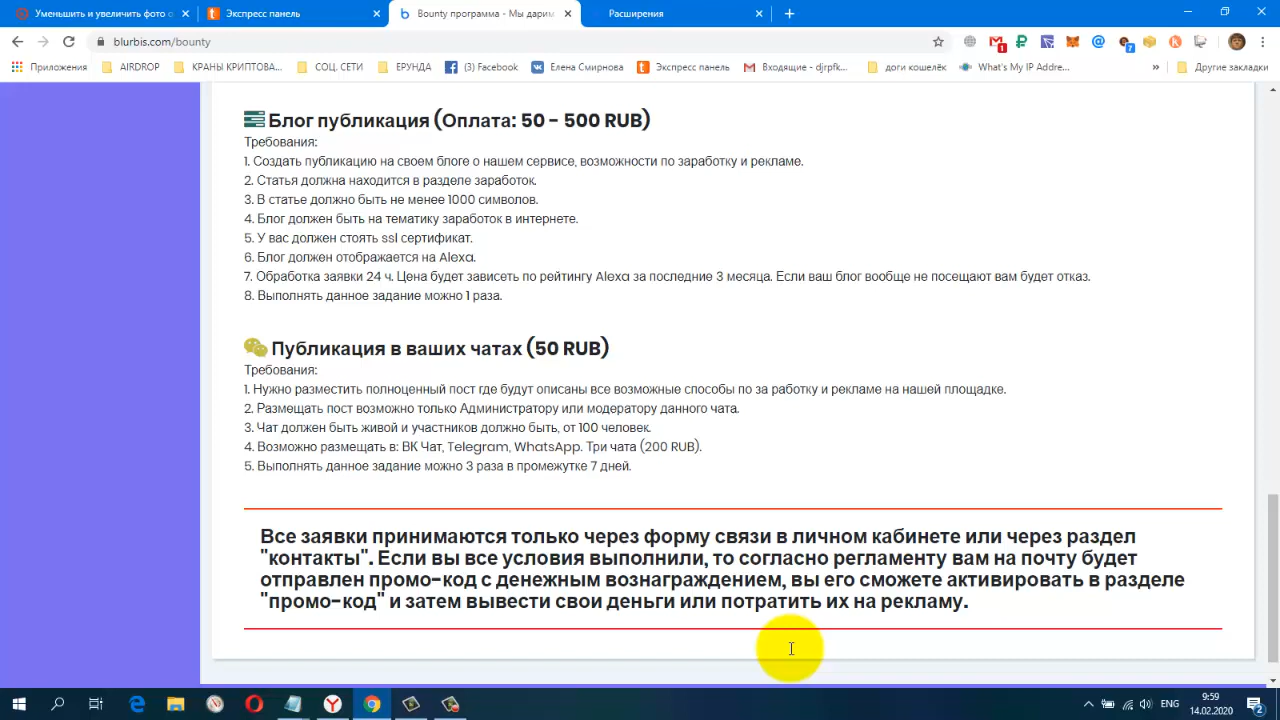 Уменьшить и увеличить фото о
Экспресс панель
Bounty программа - Мы дарим
Расширения
blurbis.com/bounty
1
7
Приложения
AIRDROP
КРАНЫ КРИПТОВА...
СОЦ. СЕТИ
ЕРУНДА
(3) Facebook
Елена Смирнова
Экспресс панель
Входящие - djrpfk...
доги кошелёк
What's My IP Addre...
»
Другие закладки
Блог публикация (Оплата: 50 - 500 RUB)
Требования:
1. Создать публикацию на своем блоге о нашем сервисе, возможности по заработку и рекламе.
2. Статья должна находится в разделе заработок.
3. В статье должно быть не менее 1000 символов.
4. Блог должен быть на тематику заработок в интернете.
5. У вас должен стоять ssl сертификат.
6. Блог должен отображается на Alexa.
7. Обработка заявки 24 ч. Цена будет зависеть по рейтингу Alexa за последние 3 месяца. Если ваш блог вообще не посещают вам будет отказ.
8. Выполнять данное задание можно 1 раза.
Публикация в ваших чатах (50 RUB)
Требования:
1. Нужно разместить полноценный пост где будут описаны все возможные способы по за работку и рекламе на нашей площадке.
2. Размещать пост возможно только Администратору или модератору данного чата.
3. Чат должен быть живой и участников должно быть, от 100 человек.
4. Возможно размещать в: ВК Чат, Telegram, WhatsApp. Три чата (200 RUB).
5. Выполнять данное задание можно 3 раза в промежутке 7 дней.
Все заявки принимаются только через форму связи в личном кабинете или через раздел
"контакты". Если вы все условия выполнили, то согласно регламенту вам на почту будет
отправлен промо-код с денежным вознаграждением, вы его сможете активировать в разделе
"промо-код" и затем вывести свои деньги или потратить их на рекламу.
ENG
9:59
14.02.2020
2